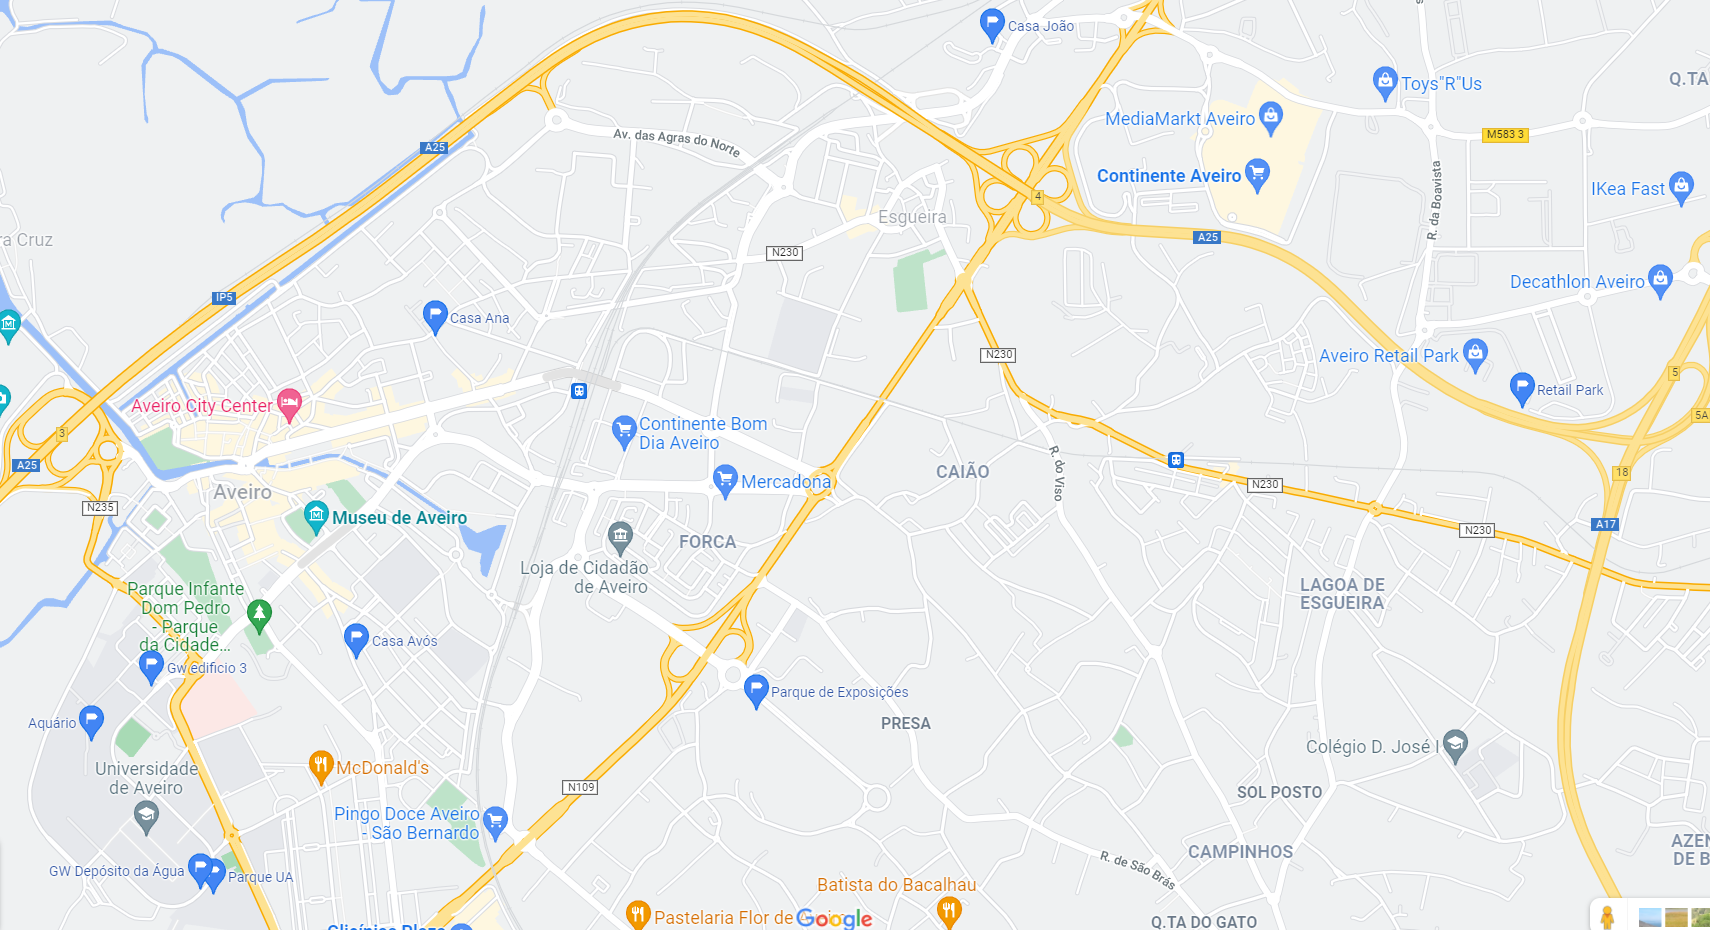 Casa João
Q.TA
Toys"R"Us
MediaMarkt Aveiro
M583 3
Av. das Agras do Norte
A25
Continente Aveiro
IKea Fast
R. da Boavista
4
Esgueira
ra Cruz
A25
N230
Decathlon Aveiro
IP5
Casa Ana
N230
Aveiro Retail Park
5
Retail Park
Aveiro City Center
5A
3
Continente Bom
Dia Aveiro
A25
CAIÃO
R. do Viso
18
Mercadona
N230
Aveiro
N235
Museu de Aveiro
A17
N230
FORCA
Loja de Cidadão
de Aveiro
Parque Infante
Dom Pedro
- Parque
da Cidade...
LAGOA DE
ESGUEIRA
Casa Avós
Gw edificio 3
Parque de Exposições
Aquário
PRESA
Colégio D. José I
Universidade
de Aveiro
McDonald's
N109
SOL POSTO
Pingo Doce Aveiro
- São Bernardo
AZEN
DE B
CAMPINHOS
R. de São Brás
GW Depósito da Água
Parque UA
Batista do Bacalhau
Pastelaria Flor de
Google
Q.TA DO GATO